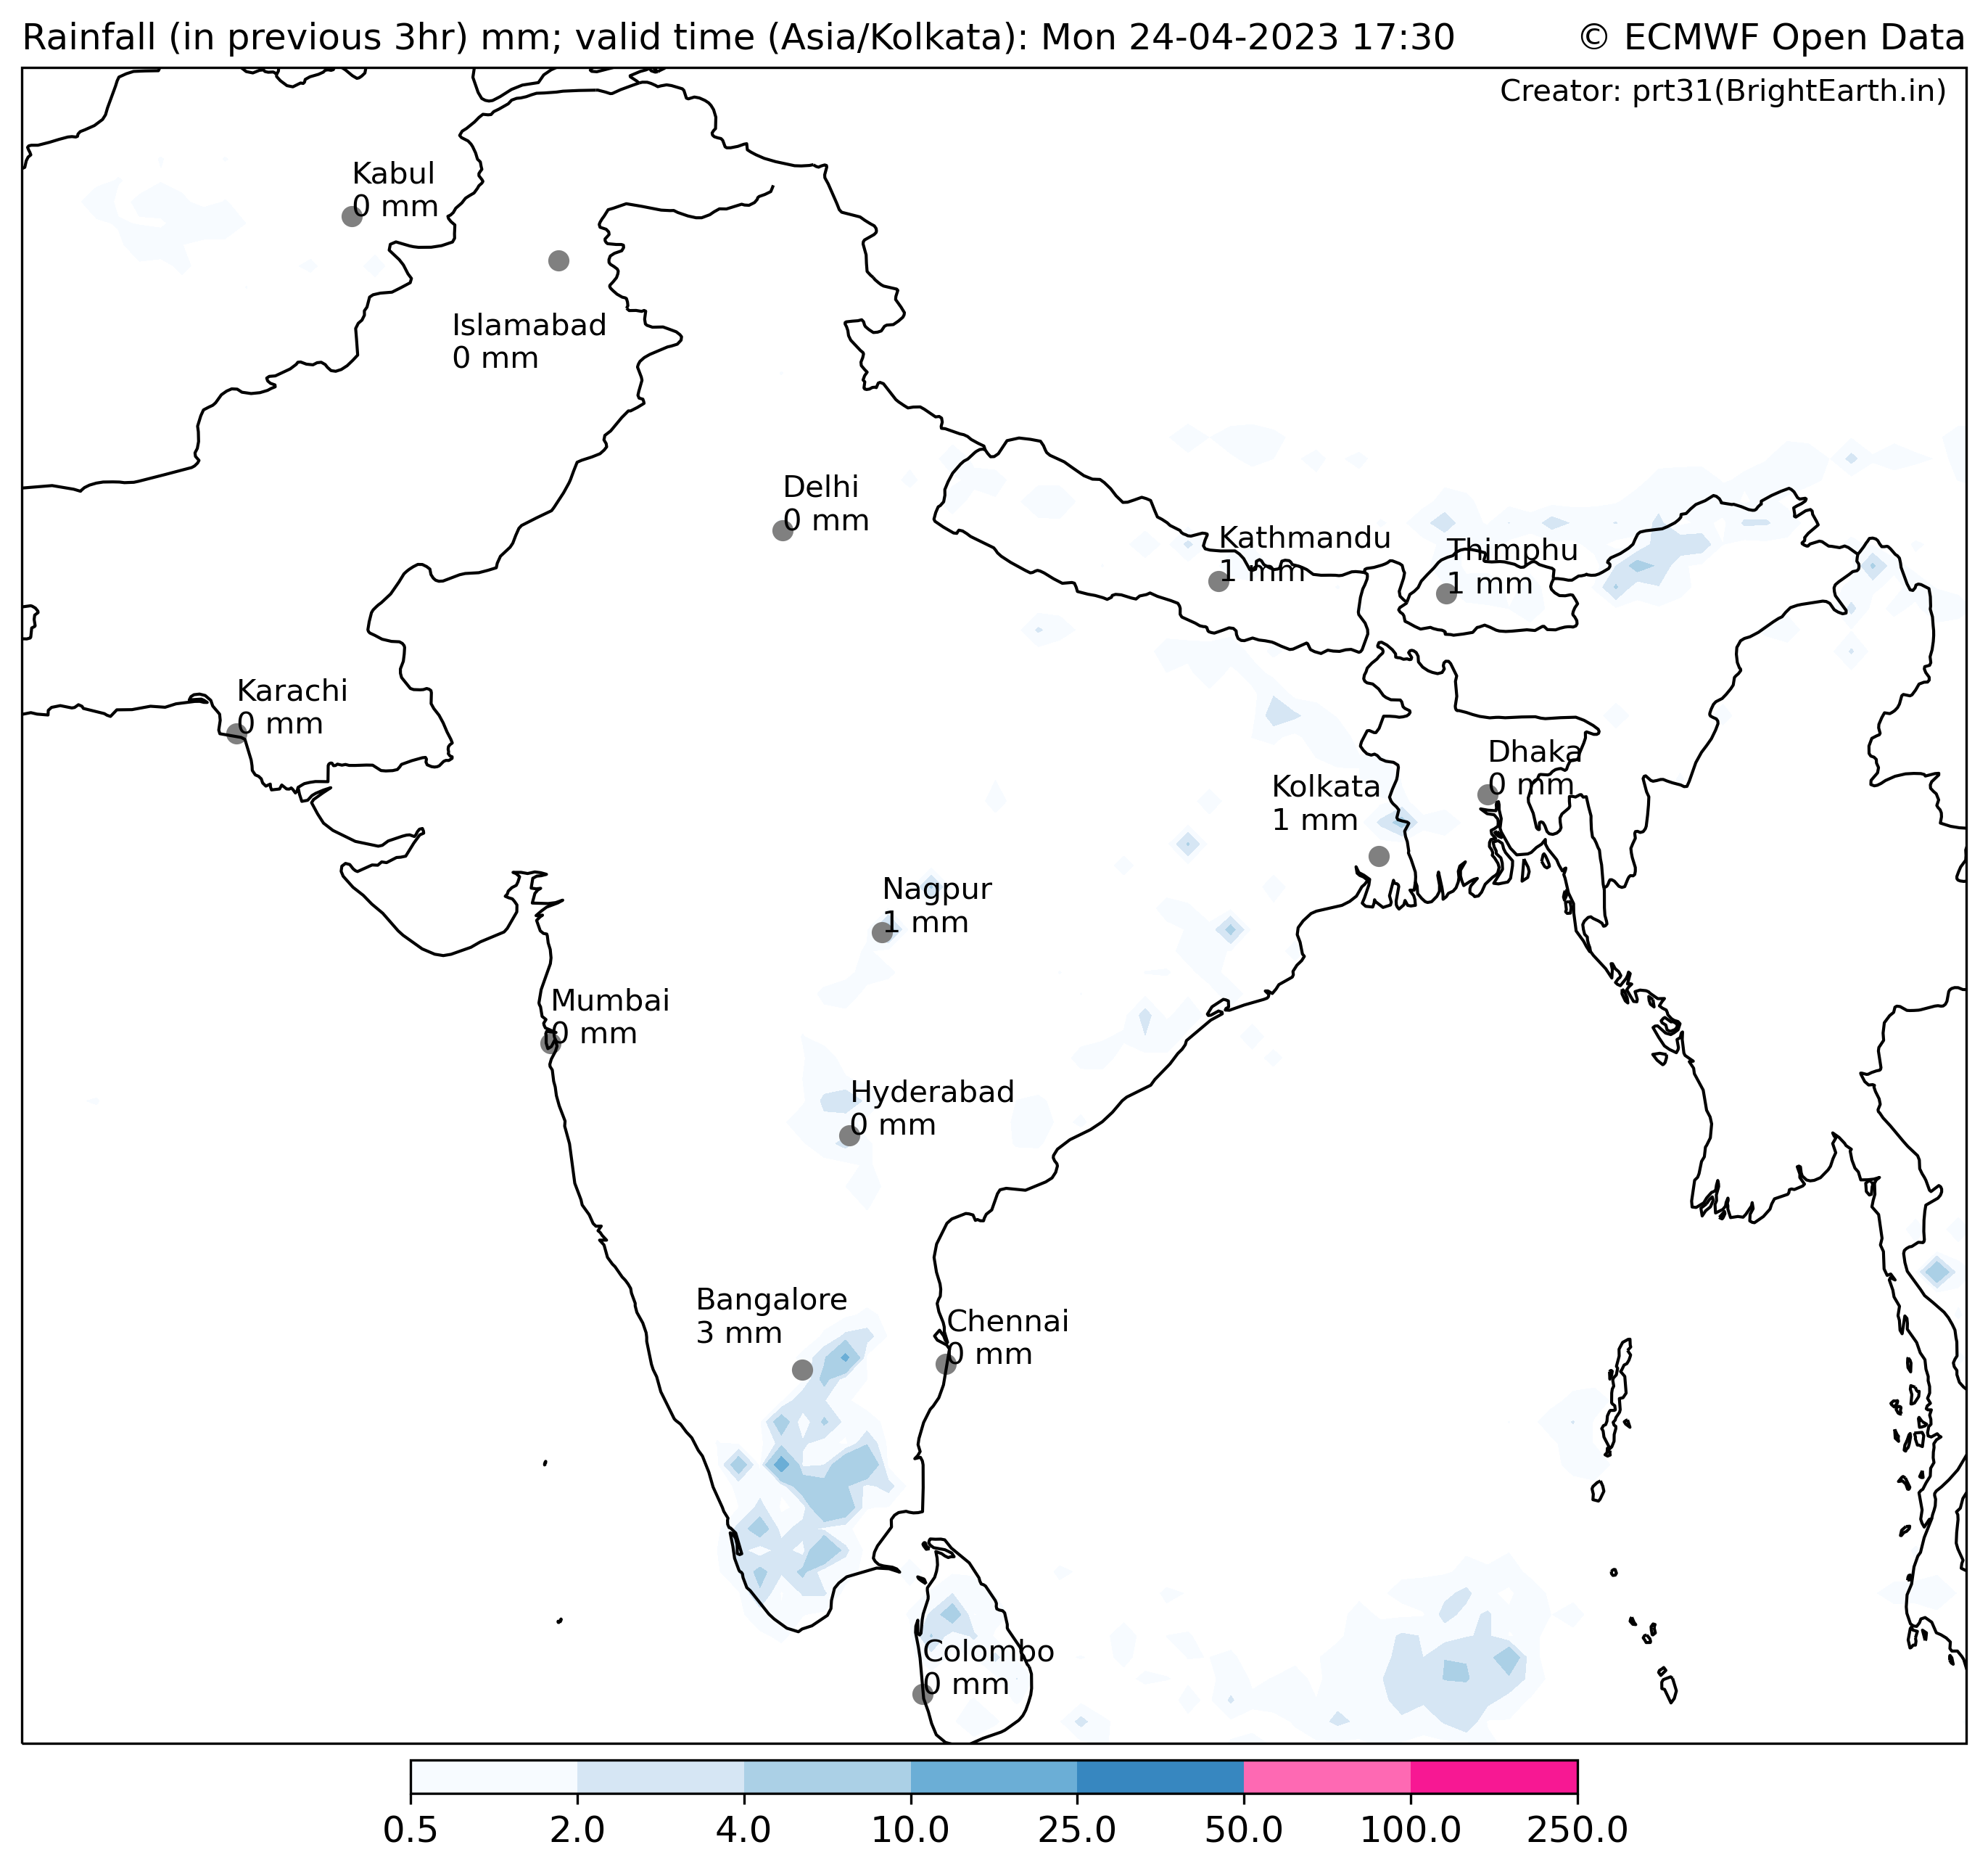 Rainfall (in previous 3hr) mm; valid time (Asia/Kolkata): Mon 24-04-2023 17:30
© ECMWF Open Data
Creator: prt31(BrightEarth.in)
Kabul
0 mm
Islamabad
0 mm
Delhi
0 mm
Kathmandu
1 mm
Thimphu
1 mm
Karachi
0 mm
Dhaka
0 mm
Kolkata
1 mm
Nagpur
1 mm
Mumbai
0 mm
Hyderabad
0 mm
Bangalore
3 mm
Chennai
0 mm
Colombo
0 mm
0.5 2.0 4.0 10.0 25.0 50.0 100.0 250.0